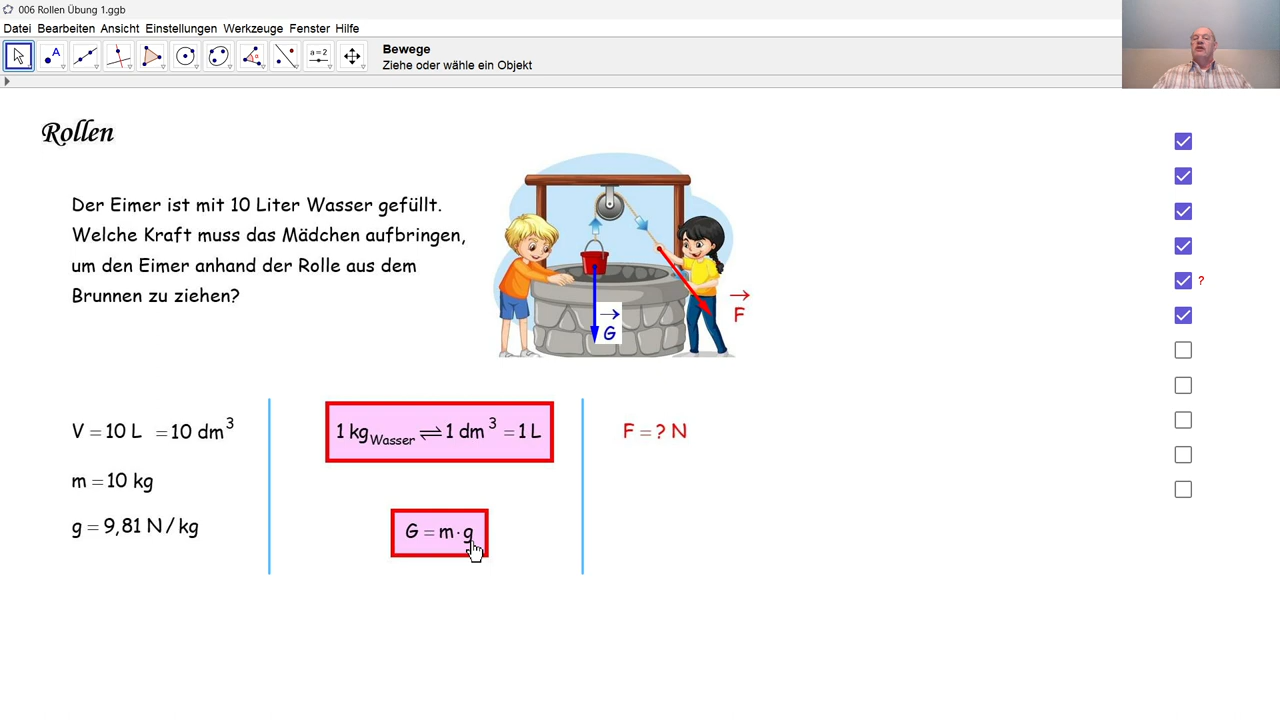 006 Rollen Übung 1.ggb
Datei Bearbeiten Ansicht Einstellungen Werkzeuge Fenster Hilfe
A
a=2
Bewege
Ziehe oder wähle ein Objekt
Rollen
Der Eimer ist mit 10 Liter Wasser gefüllt.
Welche Kraft muss das Mädchen aufbringen,
um den Eimer anhand der Rolle aus dem
Brunnen zu ziehen?
G
F
?
V = 10 L = 10 dm³
m = 10 kg
g = 9,81 N / kg
1 kg Wasser ⇌ 1 dm³ = 1 L
G = m · g
F = ? N